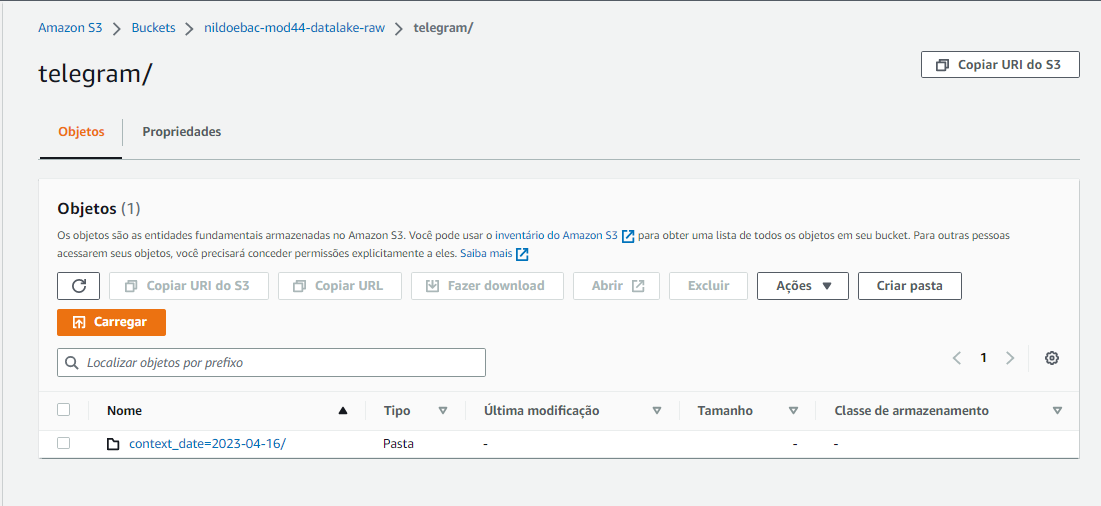 Amazon S3 > Buckets > nildoebac-mod44-datalake-raw > telegram/
telegram/
Copiar URI do S3
Objetos Propriedades
Objetos (1)
Os objetos são as entidades fundamentais armazenadas no Amazon S3. Você pode usar o inventário do Amazon S3 para obter uma lista de todos os objetos em seu bucket. Para outras pessoas
acessarem seus objetos, você precisará conceder permissões explicitamente a eles. Saiba mais
Copiar URI do S3 Copiar URL Fazer download Abrir Excluir Ações Criar pasta
Carregar
Localizar objetos por prefixo 1
Nome Tipo Última modificação Tamanho Classe de armazenamento
context_date=2023-04-16/ Pasta - - -